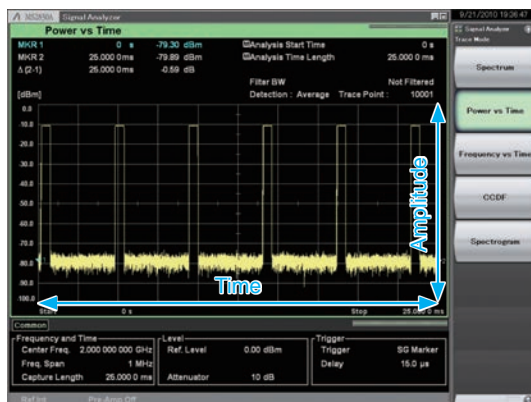 MS2690A Signal Analyzer 9/21/2010 19:26:47
Power vs Time
Signal Analyzer
Trace Mode
MKR 1 0 s -79.30 dBm Analysis Start Time 0 s
MKR 2 25.000 0ms -79.89 dBm Analysis Time Length 25.000 0 ms
Δ (2-1) 25.000 0ms -0.59 dB
Filter BW Not Filtered
[dBm] Detection : Average Trace Point : 10001
0.0
-10.0
-20.0
-30.0
-40.0
-50.0
-60.0
-70.0
-80.0
-90.0
-100.0
Amplitude
Time
Start 0 s Stop 25.000 0 ms
Spectrum
Power vs Time
Frequency vs Time
CCDF
Spectrogram
Common
Frequency and Time
Center Freq. 2.000 000 000 GHz
Freq. Span 1 MHz
Capture Length 25.000 0 ms
Level
Ref. Level 0.00 dBm
Attenuator 10 dB
Trigger
Trigger SG Marker
Delay 15.0 µs
Ref.Int Pre-Amp Off